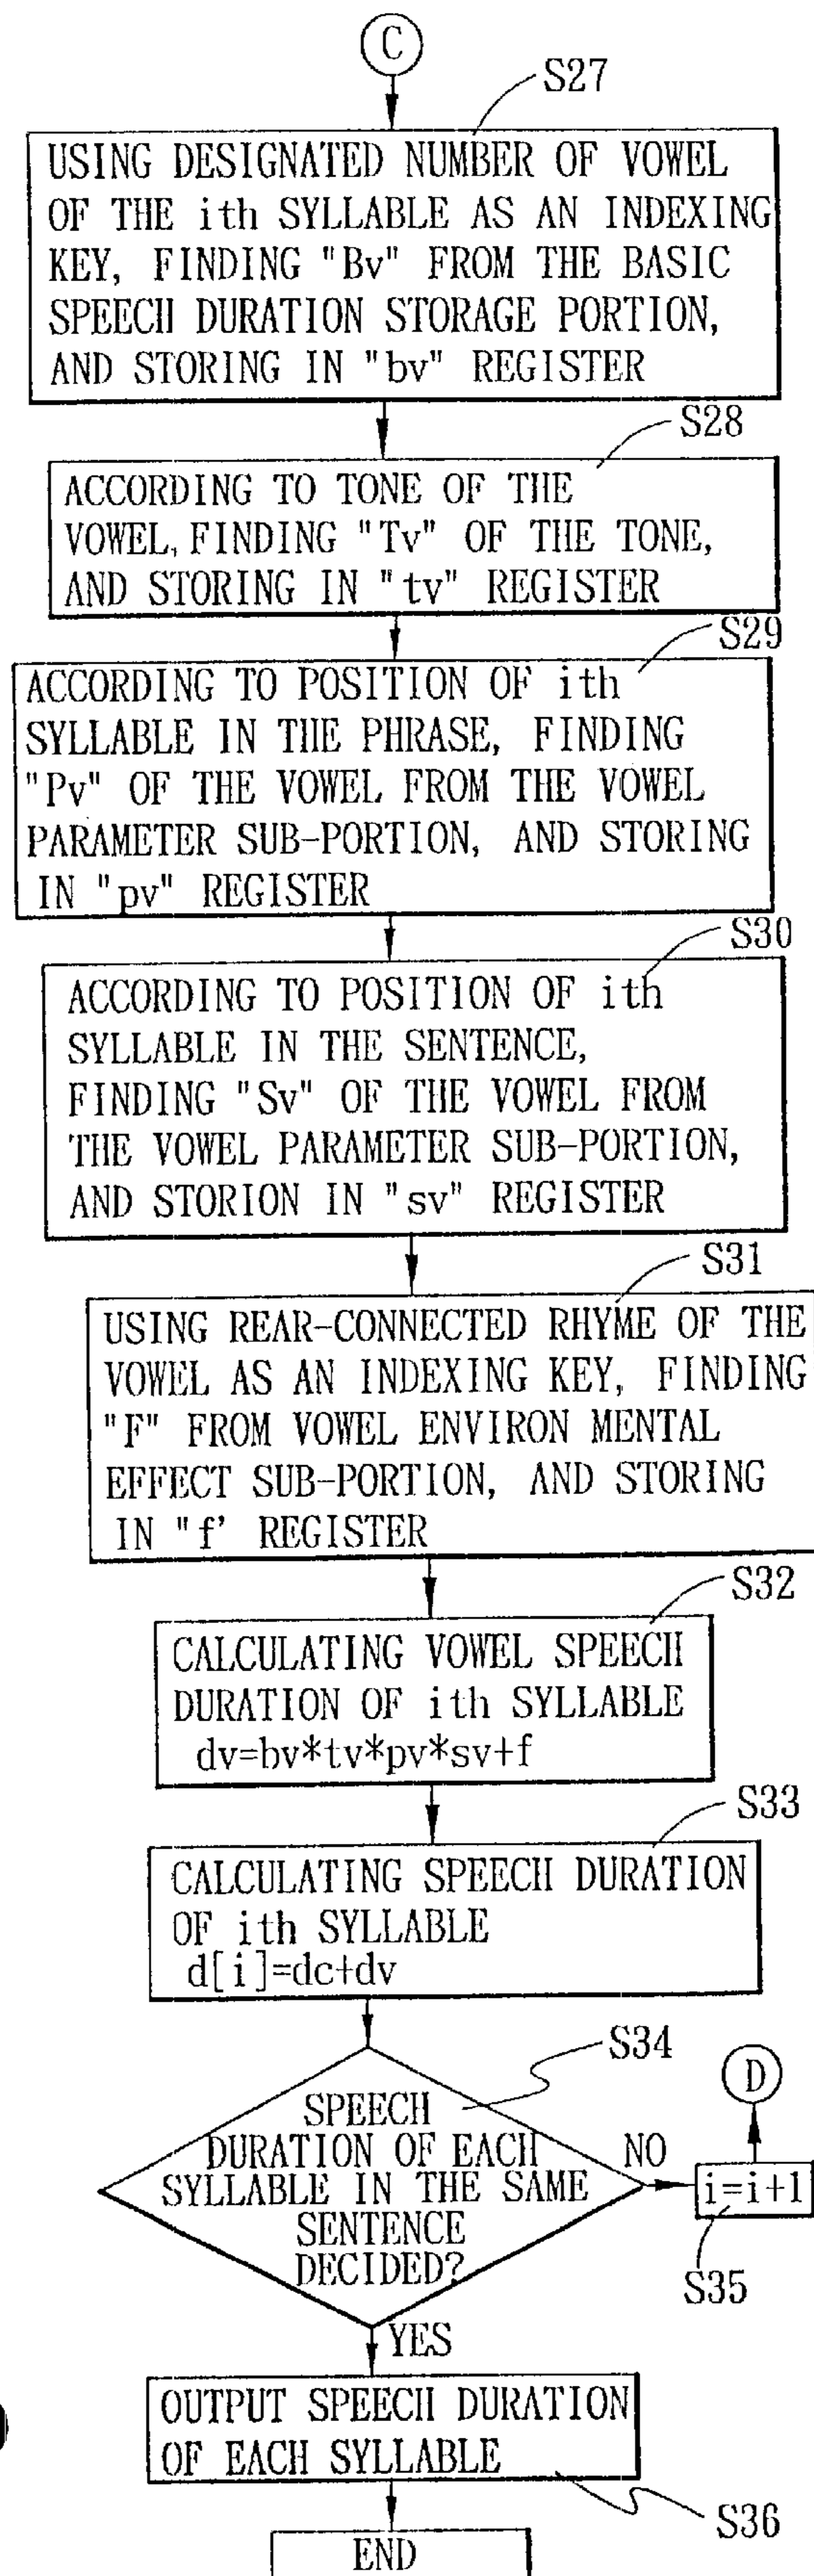 C
S27
USING DESIGNATED NUMBER OF VOWEL
OF THE ith SYLLABLE AS AN INDEXING
KEY, FINDING "Bv" FROM THE BASIC
SPEECH DURATION STORAGE PORTION,
AND STORING IN "bv" REGISTER
S28
ACCORDING TO TONE OF THE
VOWEL, FINDING "Tv" OF THE TONE,
AND STORING IN "tv" REGISTER
S29
ACCORDING TO POSITION OF ith
SYLLABLE IN THE PHRASE, FINDING
"Pv" OF THE VOWEL FROM THE VOWEL
PARAMETER SUB-PORTION, AND STORING
IN "pv" REGISTER
S30
ACCORDING TO POSITION OF ith
SYLLABLE IN THE SENTENCE,
FINDING "Sv" OF THE VOWEL FROM
THE VOWEL PARAMETER SUB-PORTION,
AND STORION IN "sv" REGISTER
S31
USING REAR-CONNECTED RHYME OF THE
VOWEL AS AN INDEXING KEY, FINDING
"F" FROM VOWEL ENVIRON MENTAL
EFFECT SUB-PORTION, AND STORING
IN "f' REGISTER
S32
CALCULATING VOWEL SPEECH
DURATION OF ith SYLLABLE
dv=bv*tv*pv*sv+f
S33
CALCULATING SPEECH DURATION
OF ith SYLLABLE
d[i]=dc+dv
S34
SPEECH
DURATION OF EACH
SYLLABLE IN THE SAME
SENTENCE
DECIDED?
NO
D
i=i+1
S35
YES
OUTPUT SPEECH DURATION
OF EACH SYLLABLE
S36
END